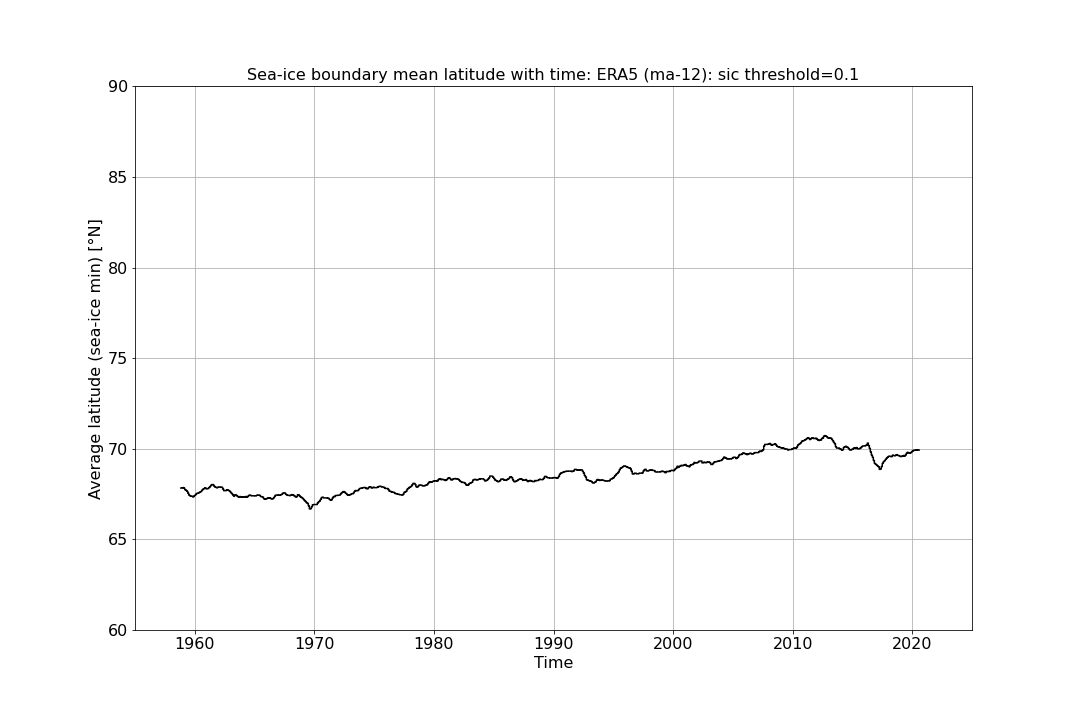 Sea-ice boundary mean latitude with time: ERA5 (ma-12): sic threshold=0.1
90
85
80
75
70
65
60
Average latitude (sea-ice min) [°N]
1960 1970 1980 1990 2000 2010 2020
Time